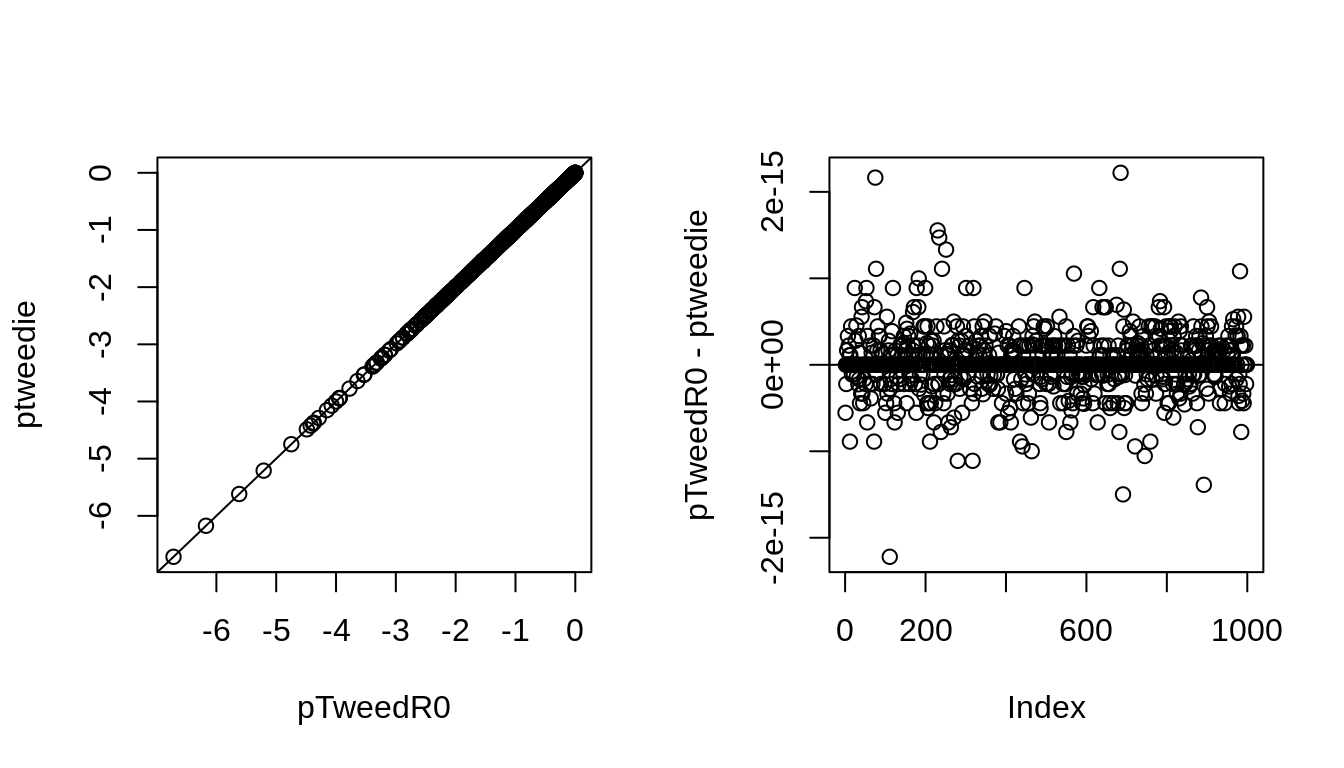 ptweedie
0
-1
-2
-3
-4
-5
-6
-6 -5 -4 -3 -2 -1 0
pTweedR0
pTweedR0 - ptweedie
2e-15
0e+00
-2e-15
0 200 600 1000
Index